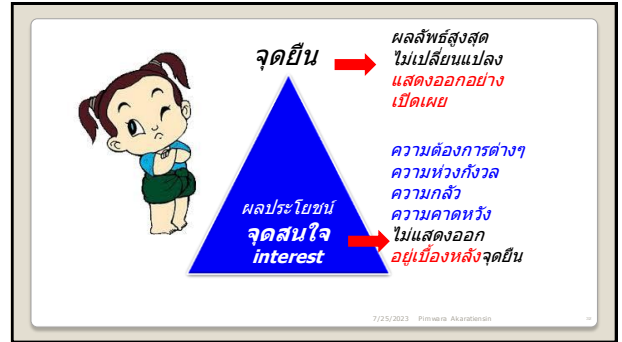 จุดยืน
ผลลัพธ์สูงสุด
ไม่เปลี่ยนแปลง
แสดงออกอย่าง
เปิดเผย
ความต้องการต่างๆ
ความห่วงกังวล
ความกลัว
ความคาดหวัง
ไม่แสดงออก
อยู่เบื้องหลังจุดยืน
ผลประโยชน์
จุดสนใจ
interest
7/25/2023 Pimwara Akaratiensin